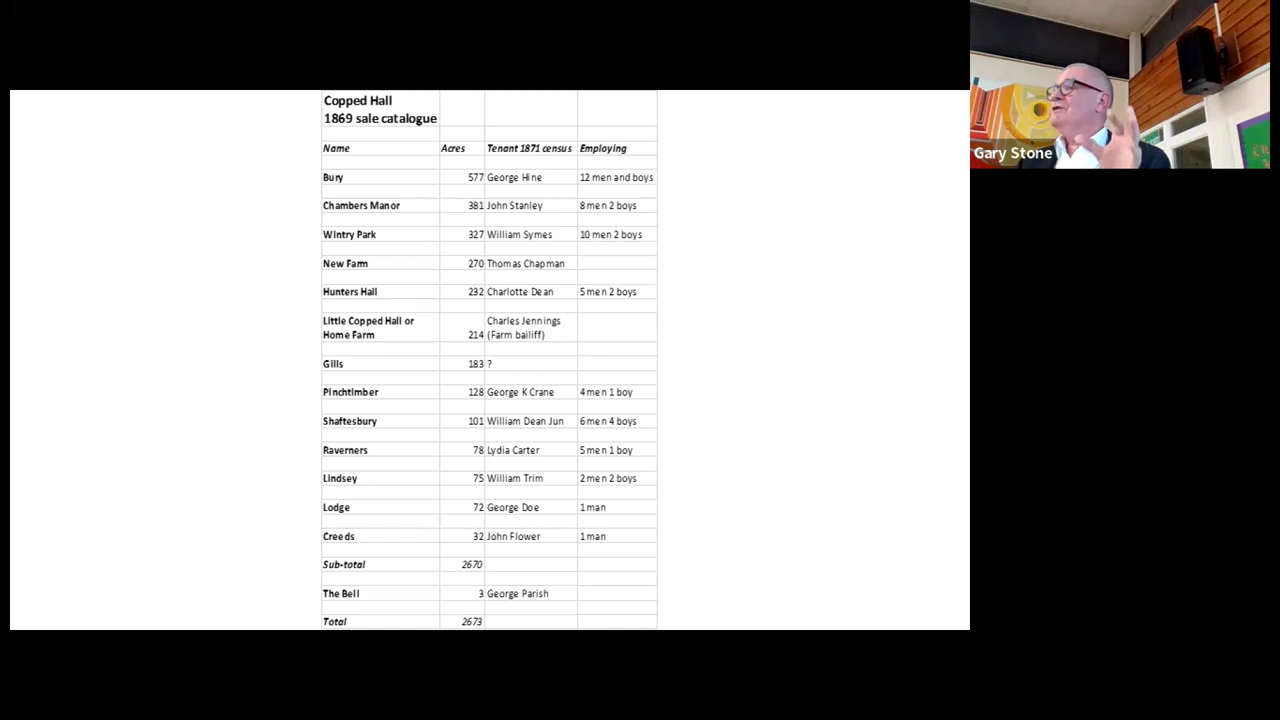 Copped Hall
1869 sale catalogue
Name Acres Tenant 1871 census Employing
Bury 577 George Hine 12 men and boys
Chambers Manor 381 John Stanley 8 men 2 boys
Wintry Park 327 William Symes 10 men 2 boys
New Farm 270 Thomas Chapman
Hunters Hall 232 Charlotte Dean 5 men 2 boys
Little Copped Hall or Charles Jennings
Home Farm 214 (Farm bailiff)
Gills 183 ?
Pinchtimber 128 George K Crane 4 men 1 boy
Shaftesbury 101 William Dean Jun 6 men 4 boys
Raverners 78 Lydia Carter 5 men 1 boy
Lindsey 75 William Trim 2 men 2 boys
Lodge 72 George Doe 1 man
Creeds 32 John Flower 1 man
Sub-total 2670
The Bell 3 George Parish
Total 2673
Gary Stone